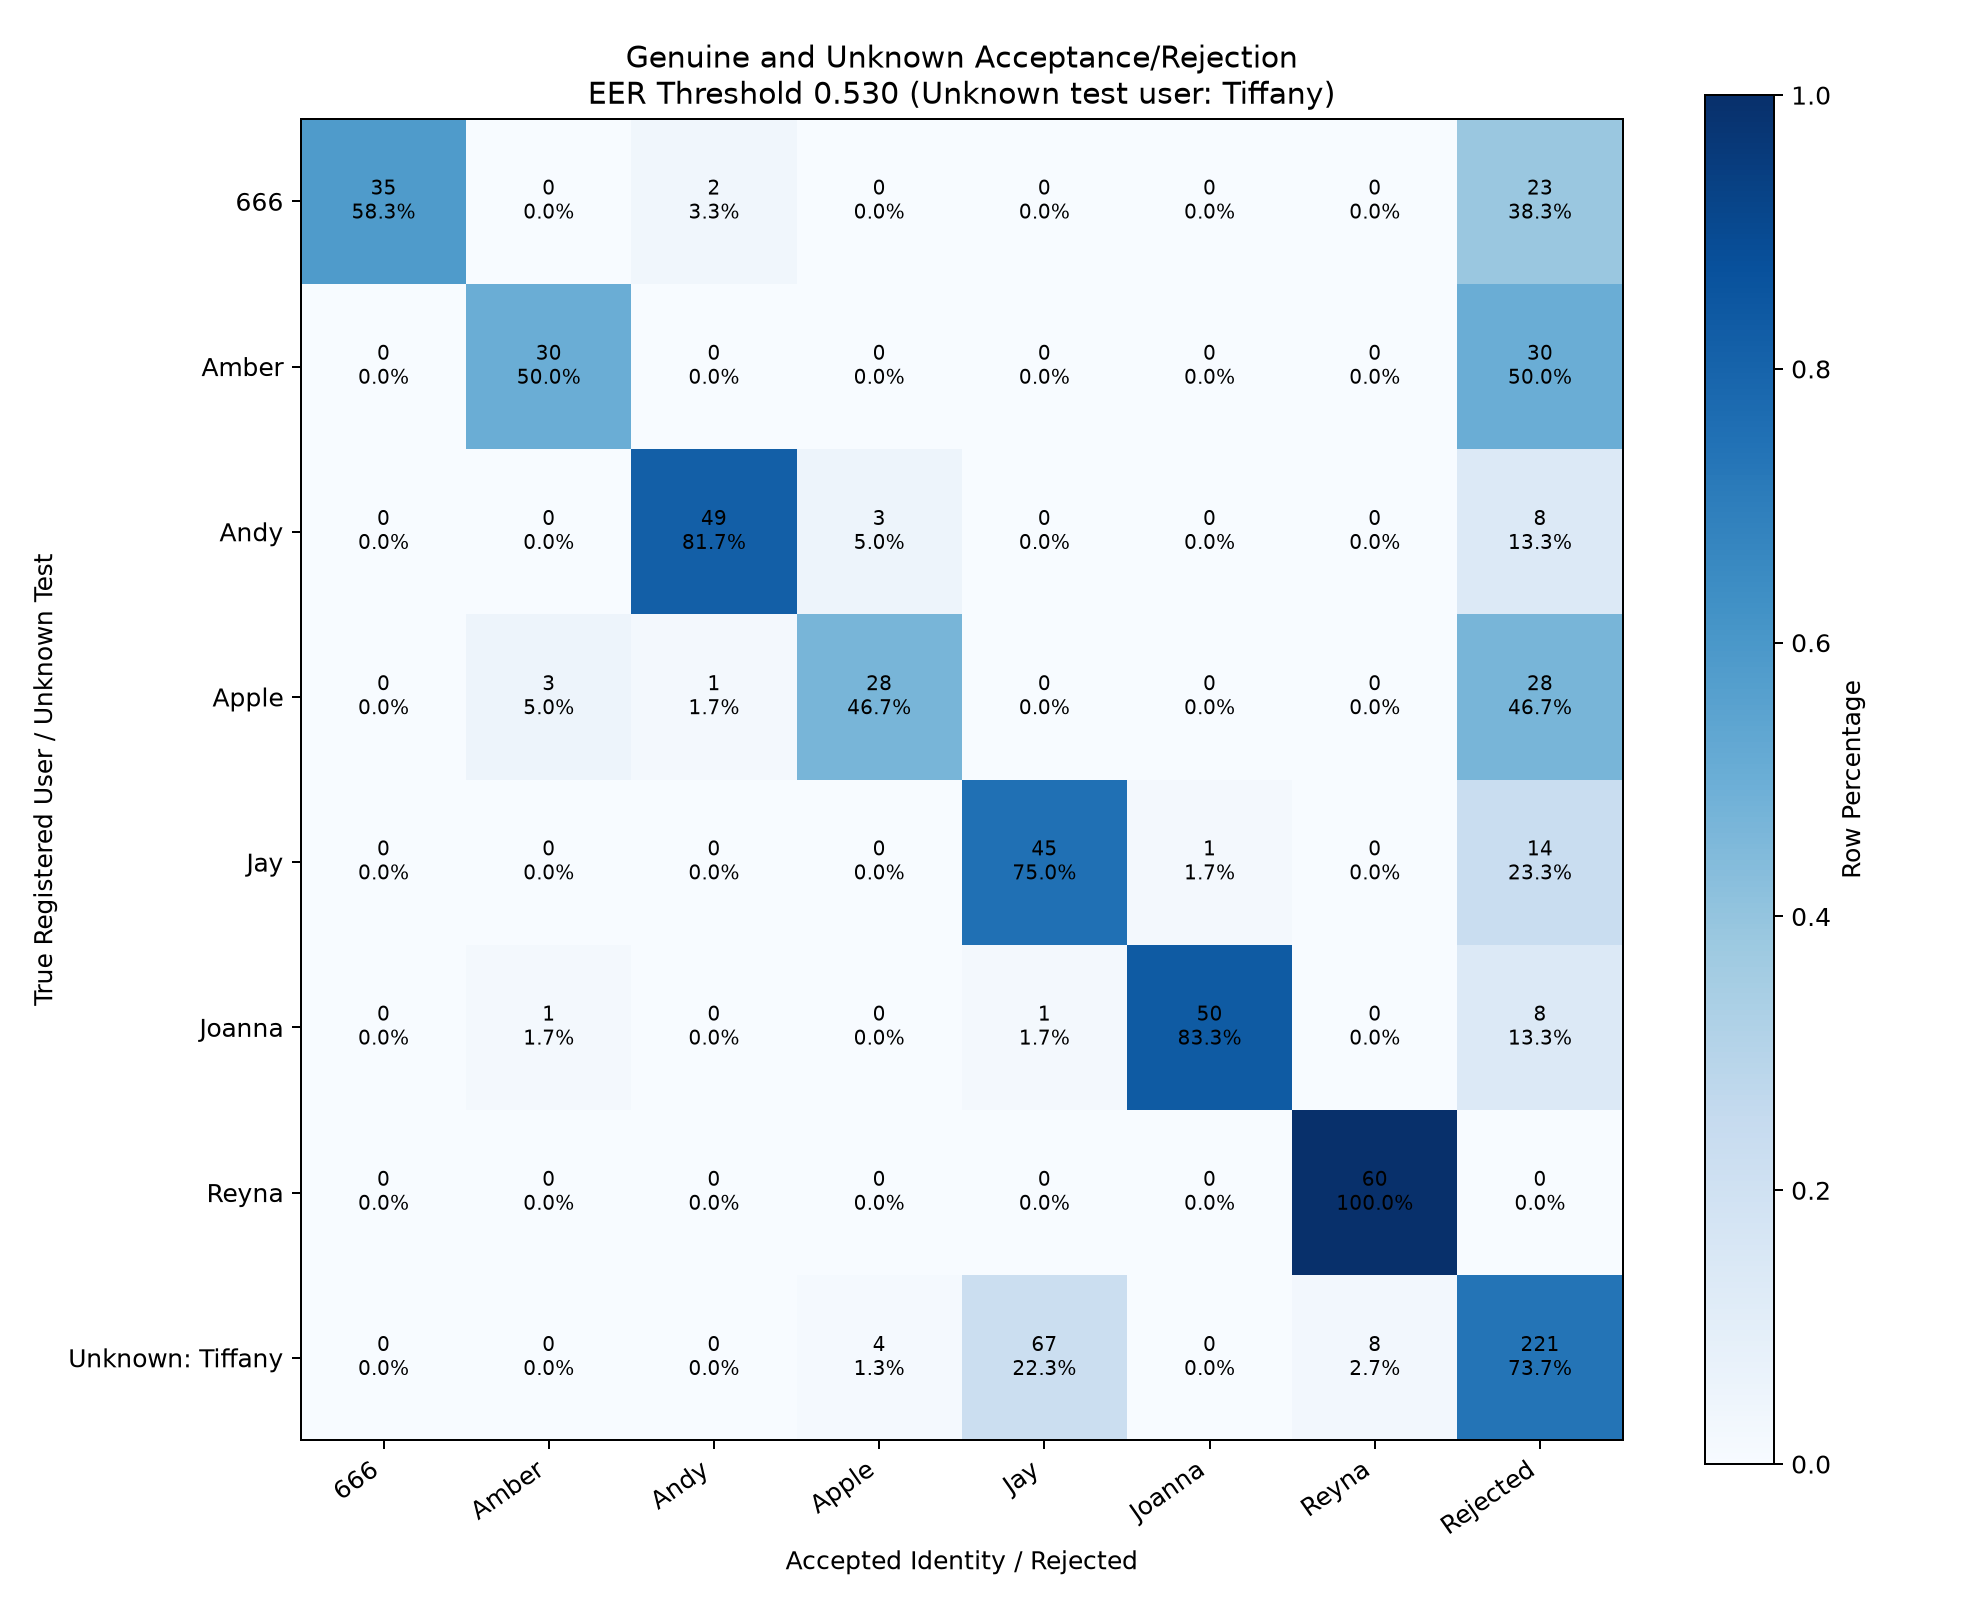 Genuine and Unknown Acceptance/Rejection
EER Threshold 0.530 (Unknown test user: Tiffany)
666
35 0 2 0 0 0 0 23
58.3% 0.0% 3.3% 0.0% 0.0% 0.0% 0.0% 38.3%
Amber
0 30 0 0 0 0 0 30
0.0% 50.0% 0.0% 0.0% 0.0% 0.0% 0.0% 50.0%
Andy
0 0 49 3 0 0 0 8
0.0% 0.0% 81.7% 5.0% 0.0% 0.0% 0.0% 13.3%
Apple
0 3 1 28 0 0 0 28
0.0% 5.0% 1.7% 46.7% 0.0% 0.0% 0.0% 46.7%
Jay
0 0 0 0 45 1 0 14
0.0% 0.0% 0.0% 0.0% 75.0% 1.7% 0.0% 23.3%
Joanna
0 1 0 0 1 50 0 8
0.0% 1.7% 0.0% 0.0% 1.7% 83.3% 0.0% 13.3%
Reyna
0 0 0 0 0 0 60 0
0.0% 0.0% 0.0% 0.0% 0.0% 0.0% 100.0% 0.0%
Unknown: Tiffany
0 0 0 4 67 0 8 221
0.0% 0.0% 0.0% 1.3% 22.3% 0.0% 2.7% 73.7%
666 Amber Andy Apple Jay Joanna Reyna Rejected
Accepted Identity / Rejected
True Registered User / Unknown Test
1.0
0.8
0.6
0.4
0.2
0.0
Row Percentage